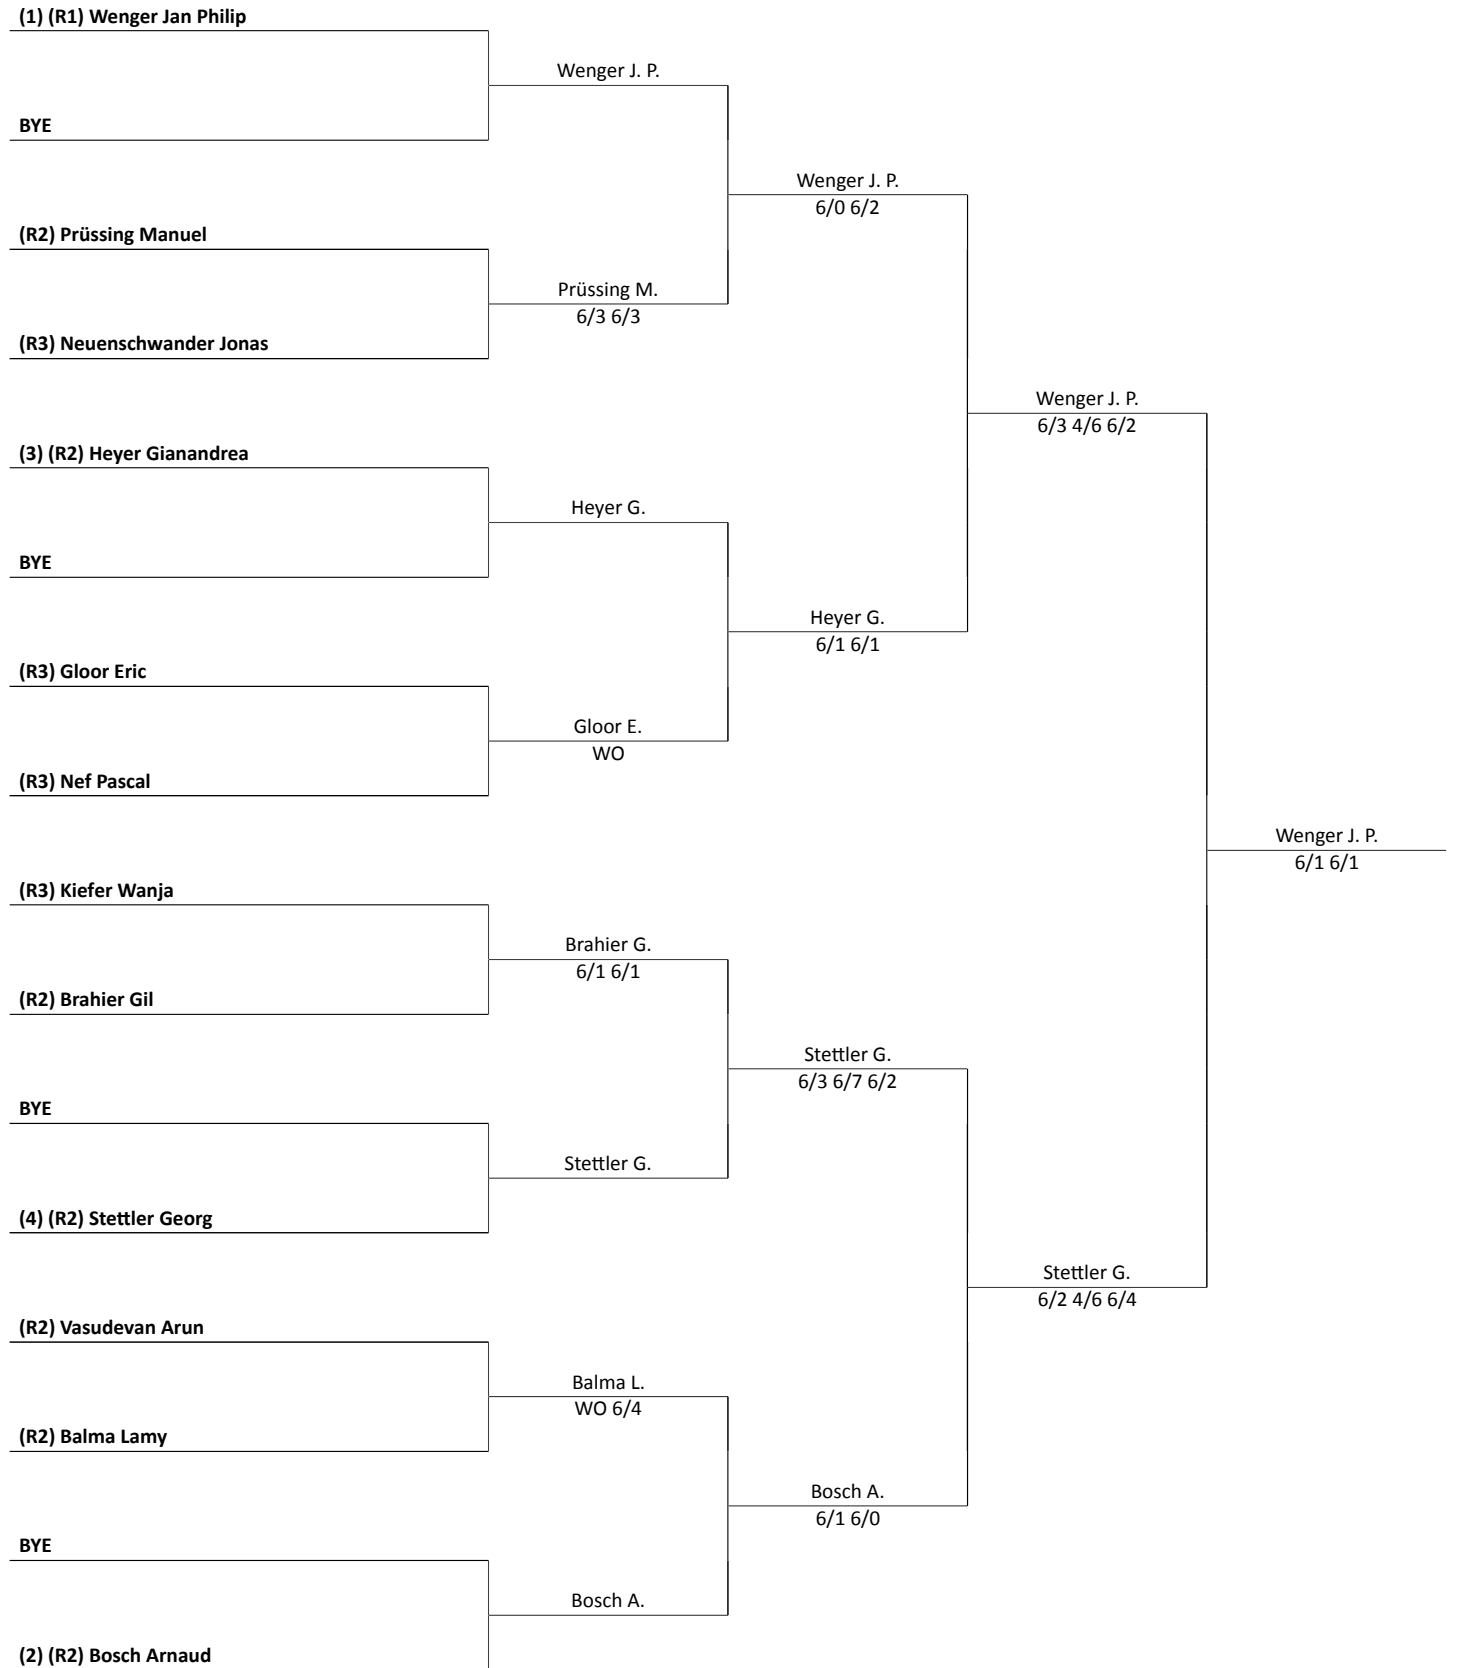 (1) (R1) Wenger Jan Philip
Wenger J. P.
BYE
Wenger J. P.
6/0 6/2
(R2) Prüssing Manuel
Prüssing M.
6/3 6/3
(R3) Neuenschwander Jonas
Wenger J. P.
6/3 4/6 6/2
(3) (R2) Heyer Gianandrea
Heyer G.
BYE
Heyer G.
6/1 6/1
(R3) Gloor Eric
Gloor E.
WO
(R3) Nef Pascal
Wenger J. P.
6/1 6/1
(R3) Kiefer Wanja
Brahier G.
6/1 6/1
(R2) Brahier Gil
Stettler G.
6/3 6/7 6/2
BYE
Stettler G.
(4) (R2) Stettler Georg
Stettler G.
6/2 4/6 6/4
(R2) Vasudevan Arun
Balma L.
WO 6/4
(R2) Balma Lamy
Bosch A.
6/1 6/0
BYE
Bosch A.
(2) (R2) Bosch Arnaud